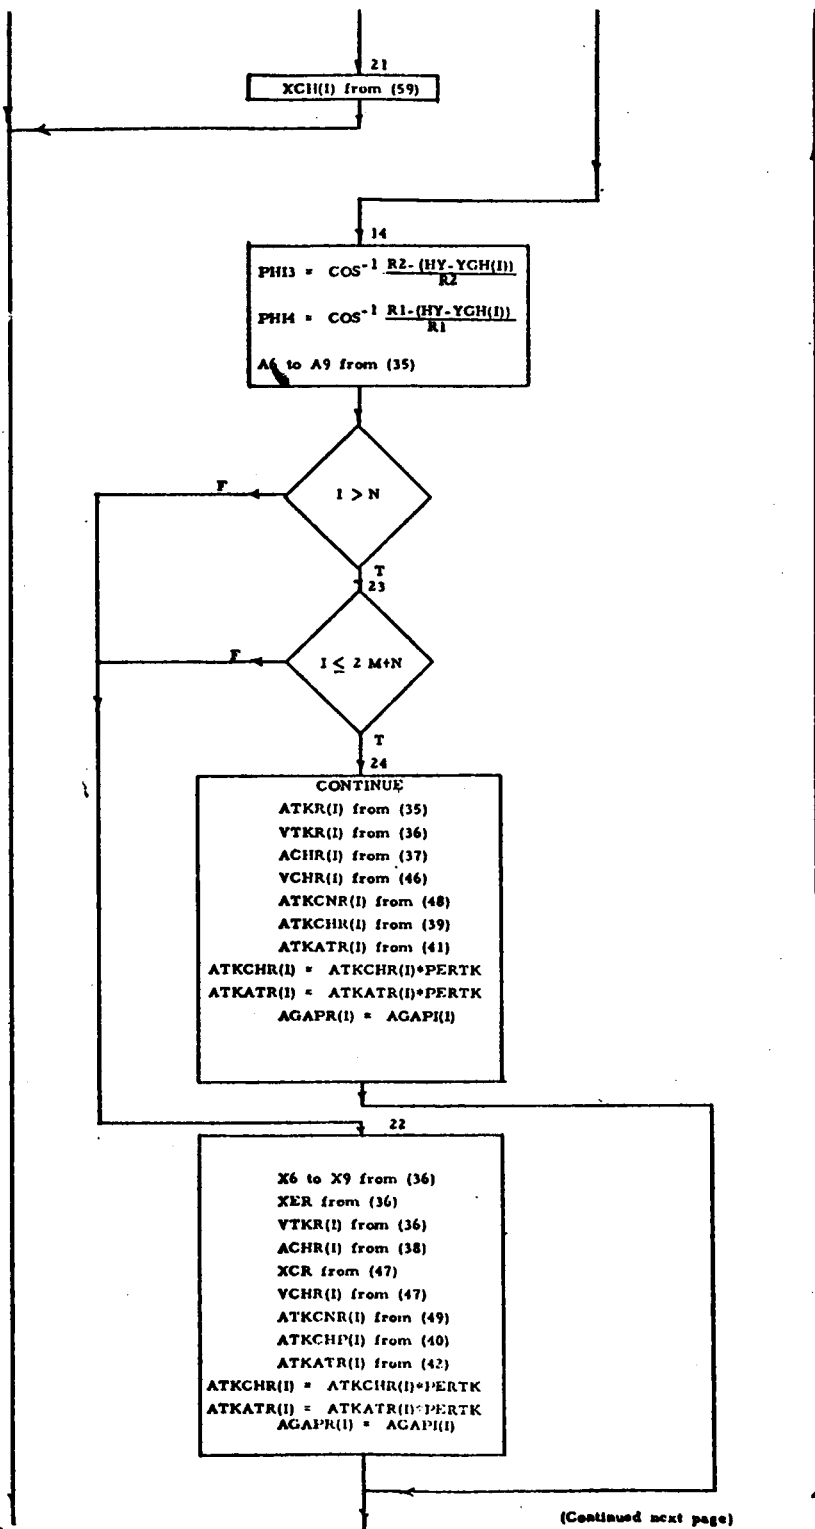 21
XCH(I) from (59)
14
PHI3 = COS-1 R2-(HY-YGH(I))
R2
PHI4 = COS-1 R1-(HY-YGH(I))
R1
A6 to A9 from (35)
I > N
F
T
23
I ≤ 2 M+N
F
T
24
CONTINUE
ATKR(I) from (35)
VTKR(I) from (36)
ACHR(I) from (37)
VCHR(I) from (46)
ATKCNR(I) from (48)
ATKCHR(I) from (39)
ATKATR(I) from (41)
ATKCHR(I) = ATKCHR(I)*PERTK
ATKATR(I) = ATKATR(I)*PERTK
AGAPR(I) = AGAPI(I)
22
X6 to X9 from (36)
XER from (36)
VTKR(I) from (36)
ACHR(I) from (38)
XCR from (47)
VCHR(I) from (47)
ATKCNR(I) from (49)
ATKCHP(I) from (40)
ATKATR(I) from (42)
ATKCHR(I) = ATKCHR(I)*PERTK
ATKATR(I) = ATKATR(I)*PERTK
AGAPR(I) = AGAPI(I)
(Continued next page)